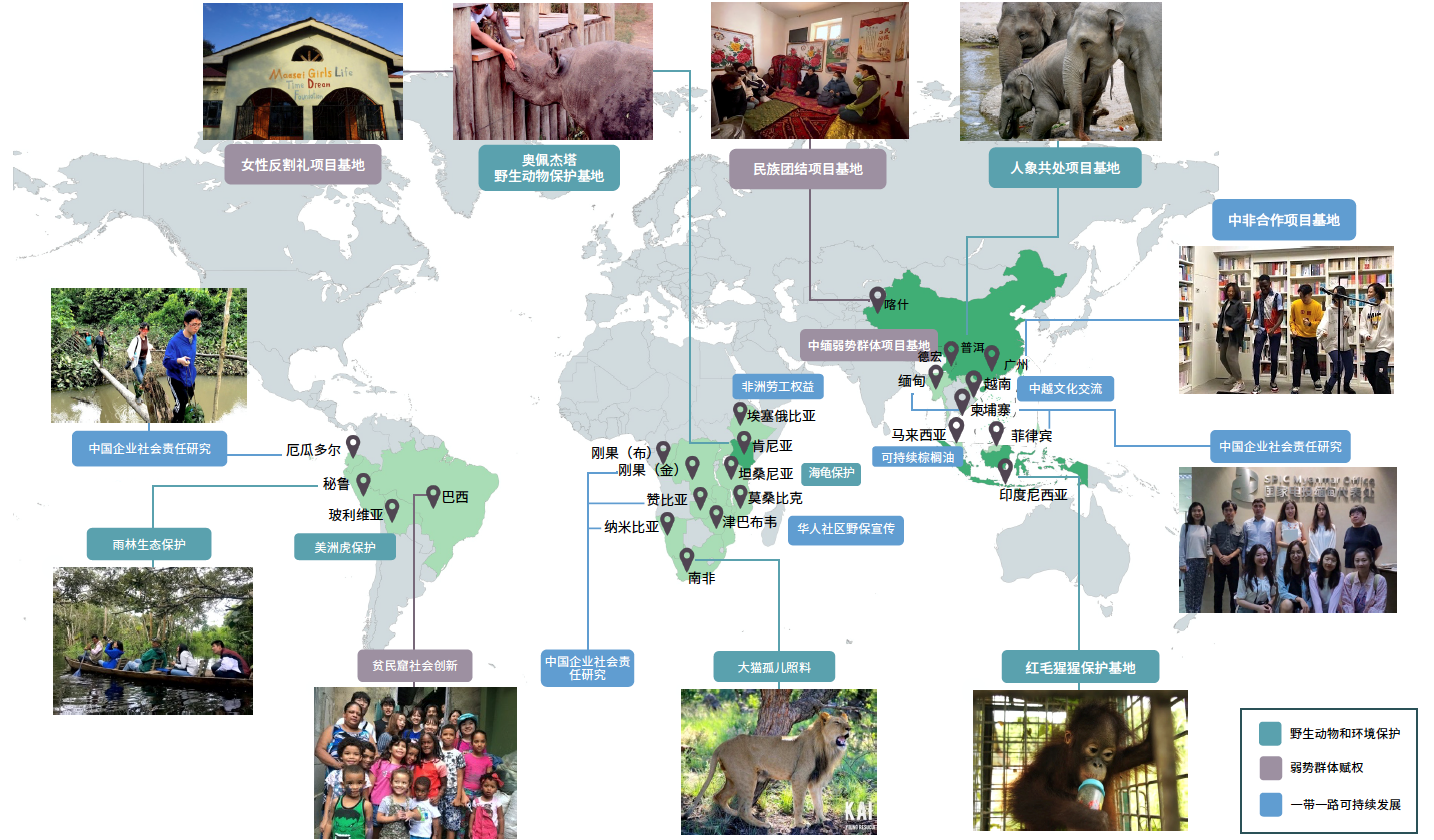 Maasai Girls Life
Time Dream
Foundation
女性反割礼项目基地
奥佩杰塔
野生动物保护基地
民族团结项目基地
人象共处项目基地
中非合作项目基地
喀什
中缅弱势群体项目基地
德宏
普洱
广州
缅甸
越南
中越文化交流
非洲劳工权益
柬埔寨
埃塞俄比亚
马来西亚
菲律宾
中国企业社会责任研究
厄瓜多尔
刚果（布）
肯尼亚
可持续棕榈油
中国企业社会责任研究
刚果（金）
坦桑尼亚
海龟保护
秘鲁
巴西
赞比亚
莫桑比克
印度尼西亚
玻利维亚
纳米比亚
津巴布韦
华人社区野保宣传
雨林生态保护
美洲虎保护
南非
贫民窟社会创新
中国企业社会责
任研究
大猫孤儿照料
红毛猩猩保护基地
KAI
野生动物和环境保护
弱势群体赋权
一带一路可持续发展